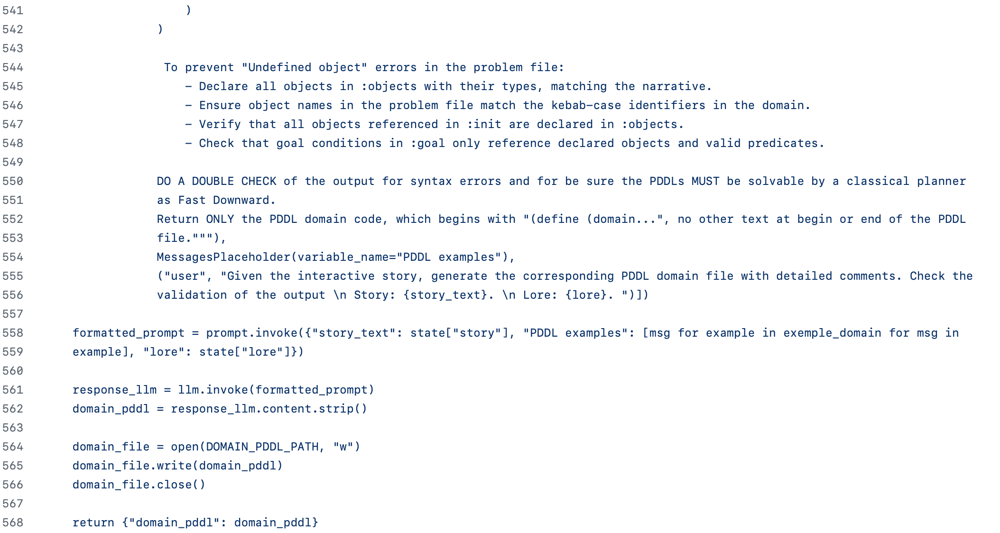 541 )
542 )
543
544 To prevent "Undefined object" errors in the problem file:
545 – Declare all objects in :objects with their types, matching the narrative.
546 – Ensure object names in the problem file match the kebab–case identifiers in the domain.
547 – Verify that all objects referenced in :init are declared in :objects.
548 – Check that goal conditions in :goal only reference declared objects and valid predicates.
549
550 DO A DOUBLE CHECK of the output for syntax errors and for be sure the PDDLs MUST be solvable by a classical planner
551 as Fast Downward.
552 Return ONLY the PDDL domain code, which begins with "(define (domain...", no other text at begin or end of the PDDL
553 file."""),
554 MessagesPlaceholder(variable_name="PDDL examples"),
555 ("user", "Given the interactive story, generate the corresponding PDDL domain file with detailed comments. Check the
556 validation of the output \n Story: {story_text}. \n Lore: {lore}. ")])
557
558 formatted_prompt = prompt.invoke({"story_text": state["story"], "PDDL examples": [msg for example in exemple_domain for msg in
559 example], "lore": state["lore"]})
560
561 response_llm = llm.invoke(formatted_prompt)
562 domain_pddl = response_llm.content.strip()
563
564 domain_file = open(DOMAIN_PDDL_PATH, "w")
565 domain_file.write(domain_pddl)
566 domain_file.close()
567
568 return {"domain_pddl": domain_pddl}